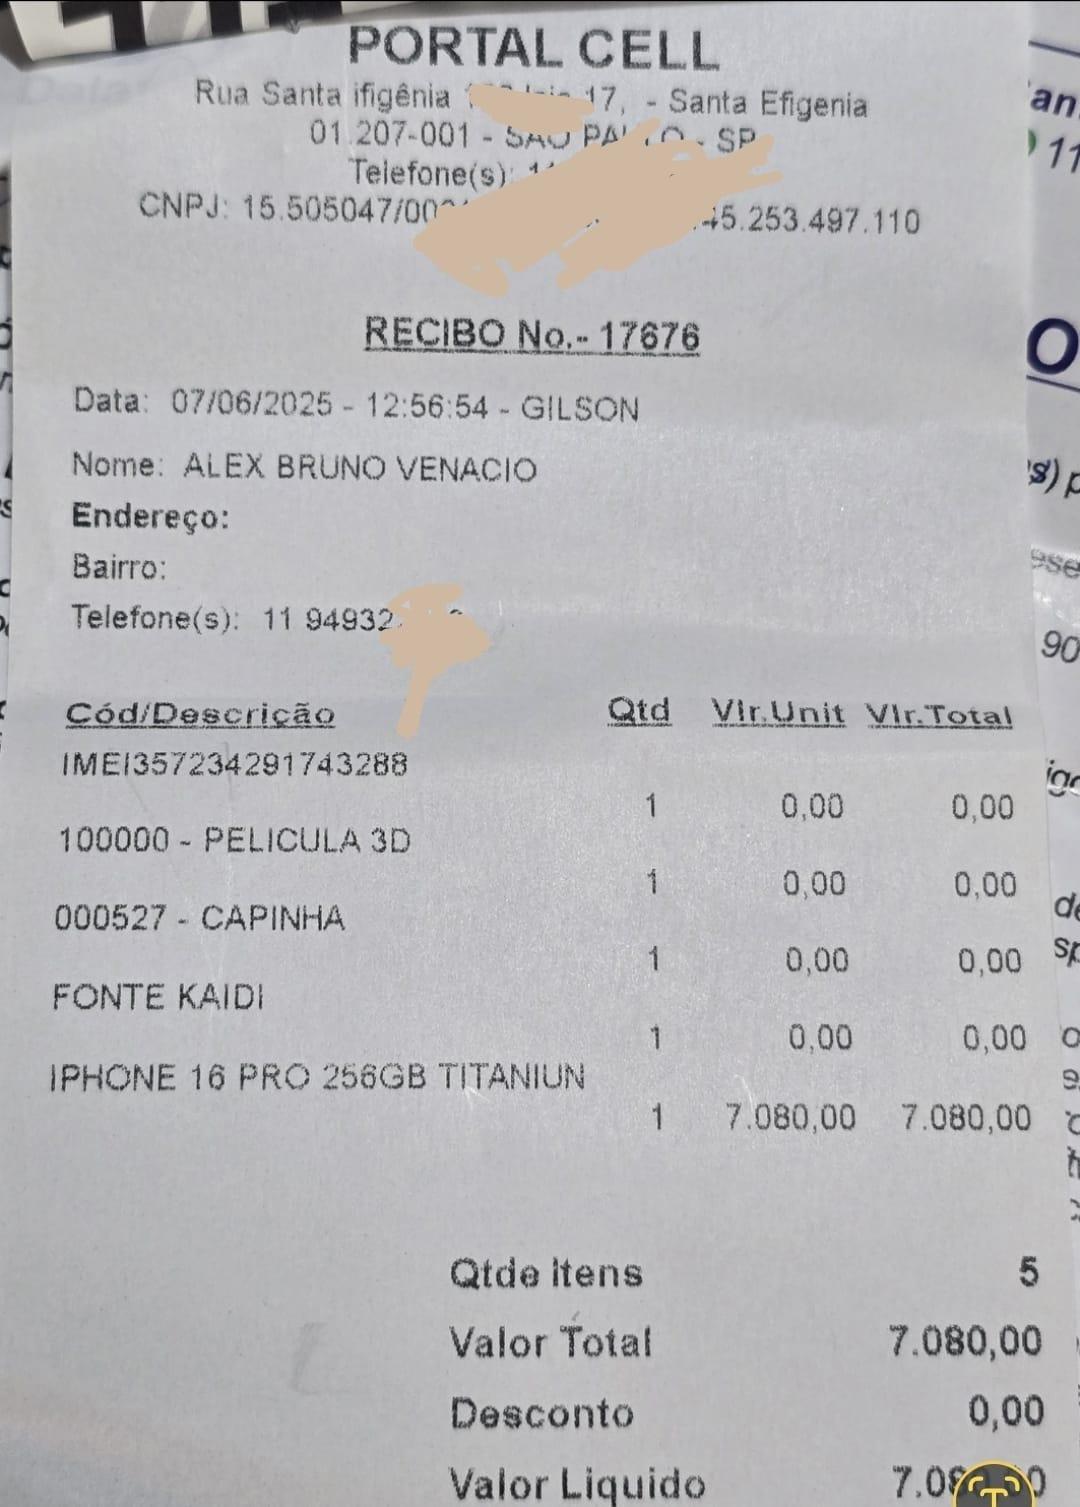 PORTAL CELL
Rua Santa ifigênia 17, - Santa Efigenia
01.207-001 - SÃO PAULO - SP
Telefone(s):
CNPJ: 15.505047/00 45.253.497.110
RECIBO No.- 17676
Data: 07/06/2025 - 12:56:54 - GILSON
Nome: ALEX BRUNO VENACIO
Endereço:
Bairro:
Telefone(s): 11 94932
Cód/Descrição Qtd Vlr.Unit Vlr.Total
IMEI357234291743288
1 0,00 0,00
100000 - PELICULA 3D
1 0,00 0,00
000527 - CAPINHA
1 0,00 0,00
FONTE KAIDI
1 0,00 0,00
IPHONE 16 PRO 256GB TITANIUN
1 7.080,00 7.080,00
Qtde Itens 5
Valor Total 7.080,00
Desconto 0,00
Valor Liquido
11
90